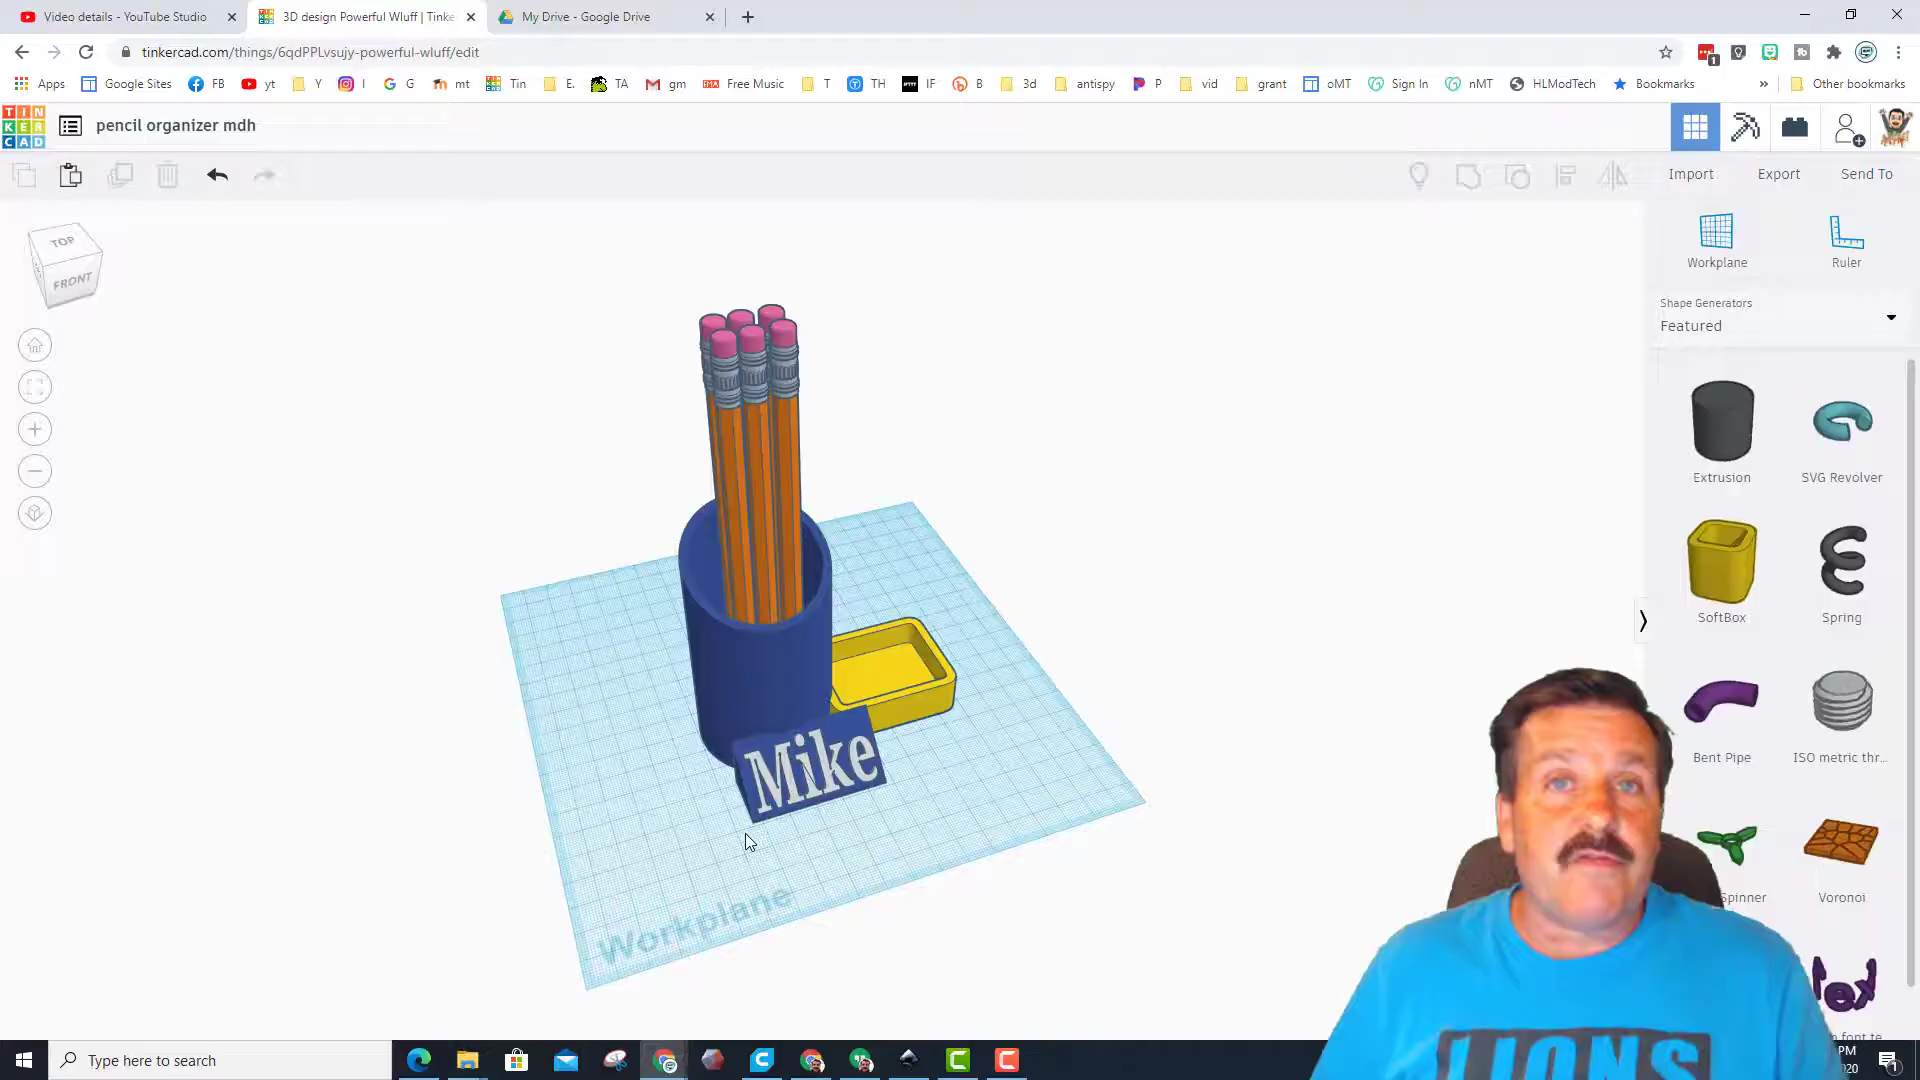 Video details - YouTube Studio
3D design Powerful Wluff | Tinke
My Drive - Google Drive
tinkercad.com/things/6qdPPLvsujy-powerful-wluff/edit
Apps
Google Sites
FB
yt
Y
I
G
mt
Tin
E.
TA
gm
Free Music
T
TH
IF
B
3d
antispy
P
vid
grant
oMT
Sign In
nMT
HLModTech
Bookmarks
Other bookmarks
TIN
KER
CAD
pencil organizer mdh
Import
Export
Send To
TOP
FRONT
Workplane
Ruler
Shape Generators
Featured
Extrusion
SVG Revolver
SoftBox
Spring
Bent Pipe
ISO metric thr...
Spinner
Voronoi
Mike
Workplane
LIONS
Type here to search
PM